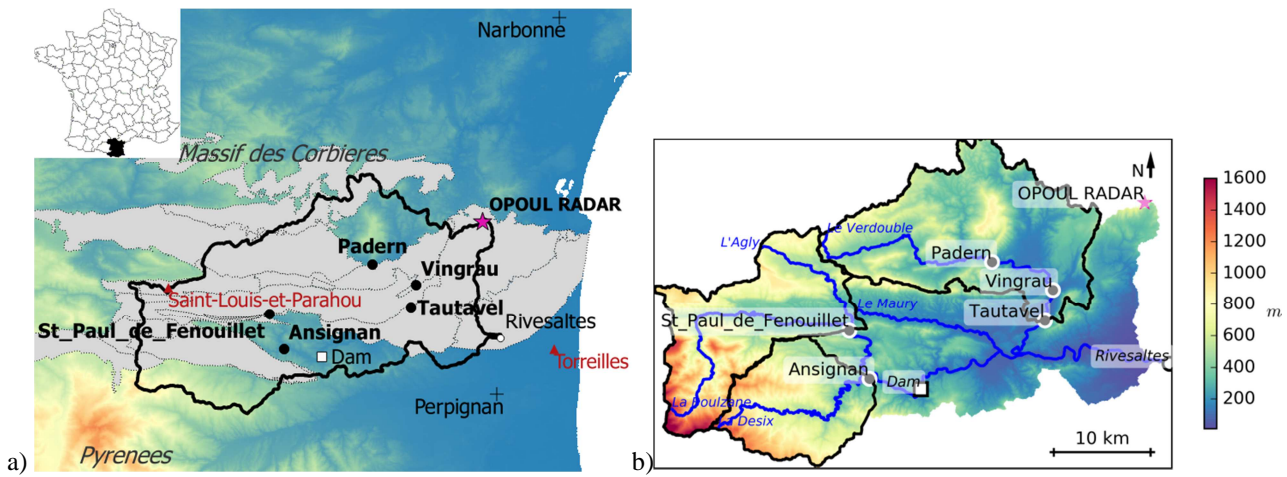 Narbonne
Massif des Corbieres
OPOUL RADAR
Padern
Vingrau
Saint-Louis-et-Parahou
Tautavel
St_Paul_de_Fenouillet
Ansignan
Rivesaltes
Dam
Torreilles
Perpignan
Pyrenees
a)
N
OPOUL RADAR
Le Verdouble
L'Agly
Padern
Vingrau
Le Maury
Tautavel
St_Paul_de_Fenouillet
Rivesaltes
Ansignan
Dam
La Boulzane
Desix
10 km
b)
1600
1400
1200
1000
800
600
400
200
m